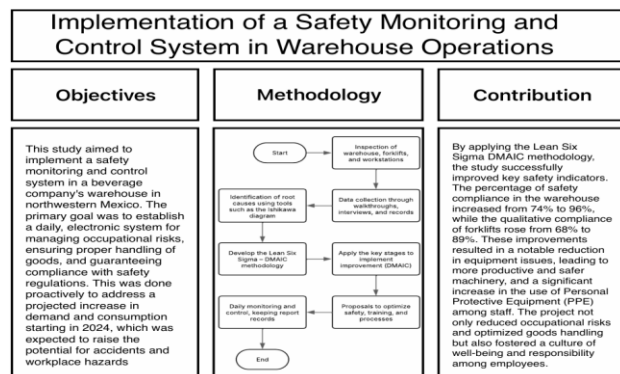 Implementation of a Safety Monitoring and
Control System in Warehouse Operations
Objectives
This study aimed to
implement a safety
monitoring and control
system in a beverage
company's warehouse in
northwestern Mexico. The
primary goal was to establish
a daily, electronic system for
managing occupational risks,
ensuring proper handling of
goods, and guaranteeing
compliance with safety
regulations. This was done
proactively to address a
projected increase in
demand and consumption
starting in 2024, which was
expected to raise the
potential for accidents and
workplace hazards
Methodology
Start
Inspection of
warehouse, forklifts,
and workstations
Data collection through
walkthroughs,
interviews, and records
Identification of root
causes using tools
such as the ishikawa
diagram
Develop the Lean Six
Sigma – DMAIC
methodology
Apply the key stages to
implement
improvement (DMAIC)
Proposals to optimize
safety, training, and
processes
Daily monitoring and
control, keeping report
records
End
Contribution
By applying the Lean Six
Sigma DMAIC methodology,
the study successfully
improved key safety indicators.
The percentage of safety
compliance in the warehouse
increased from 74% to 96%,
while the qualitative compliance
of forklifts rose from 68% to
89%. These improvements
resulted in a notable reduction
in equipment issues, leading to
more productive and safer
machinery, and a significant
increase in the use of Personal
Protective Equipment (PPE)
among staff. The project not
only reduced occupational risks
and optimized goods handling
but also fostered a culture of
well-being and responsibility
among employees.